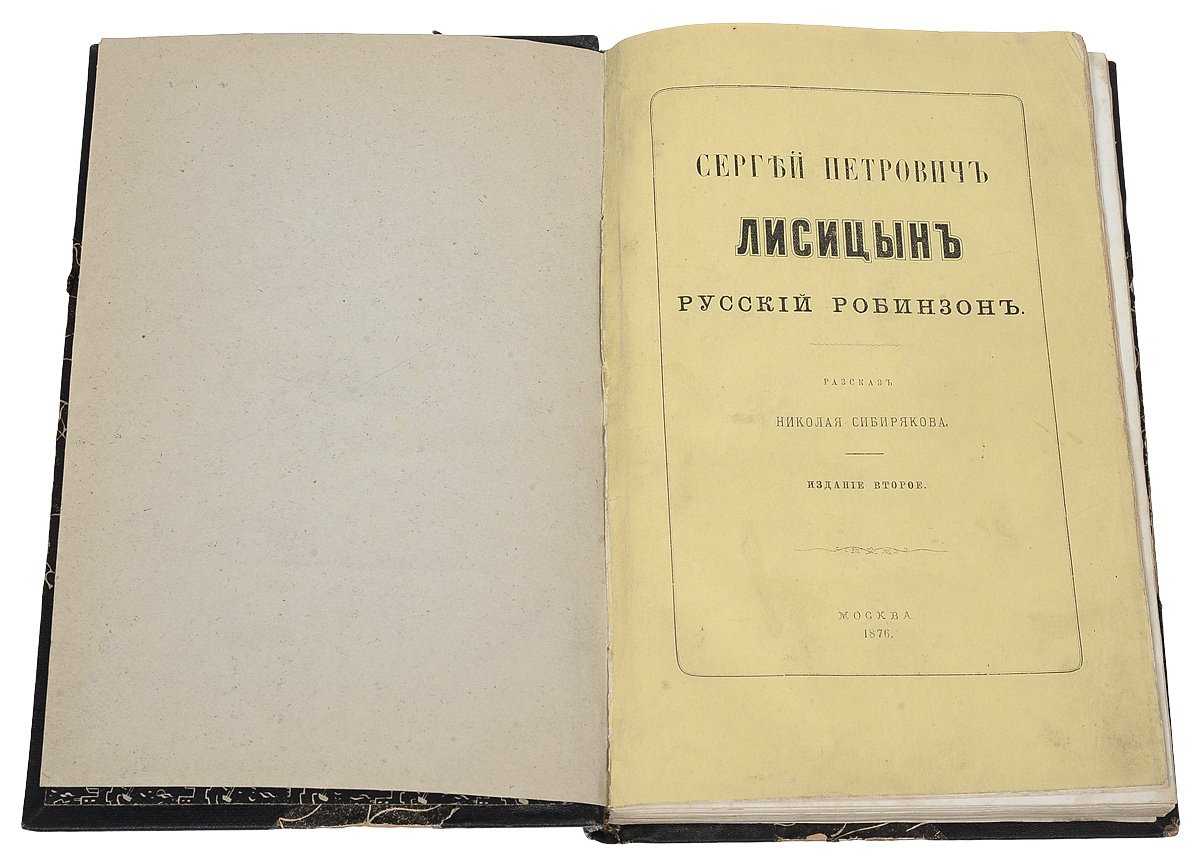 СЕРГѢЙ ПЕТРОВИЧЪ
ЛИСИЦЫНЪ
РУССКІЙ РОБИНЗОНЪ.
РАЗСКАЗЪ
НИКОЛАЯ СИБИРЯКОВА.
ИЗДАНІЕ ВТОРОЕ.
МОСКВА
1876.